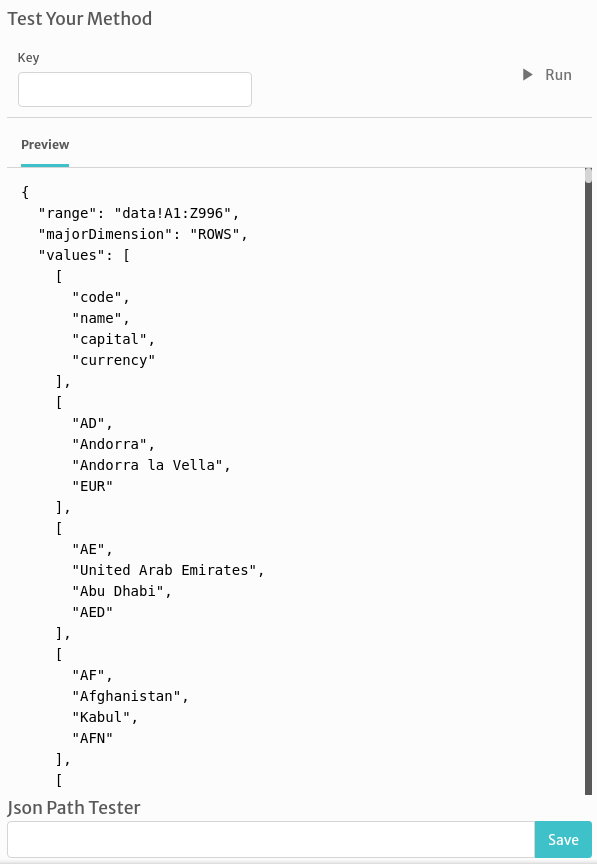 Test Your Method
Key
Run
Preview
{
  "range": "data!A1:Z996",
  "majorDimension": "ROWS",
  "values": [
    [
      "code",
      "name",
      "capital",
      "currency"
    ],
    [
      "AD",
      "Andorra",
      "Andorra la Vella",
      "EUR"
    ],
    [
      "AE",
      "United Arab Emirates",
      "Abu Dhabi",
      "AED"
    ],
    [
      "AF",
      "Afghanistan",
      "Kabul",
      "AFN"
    ],
    [
Json Path Tester
Save